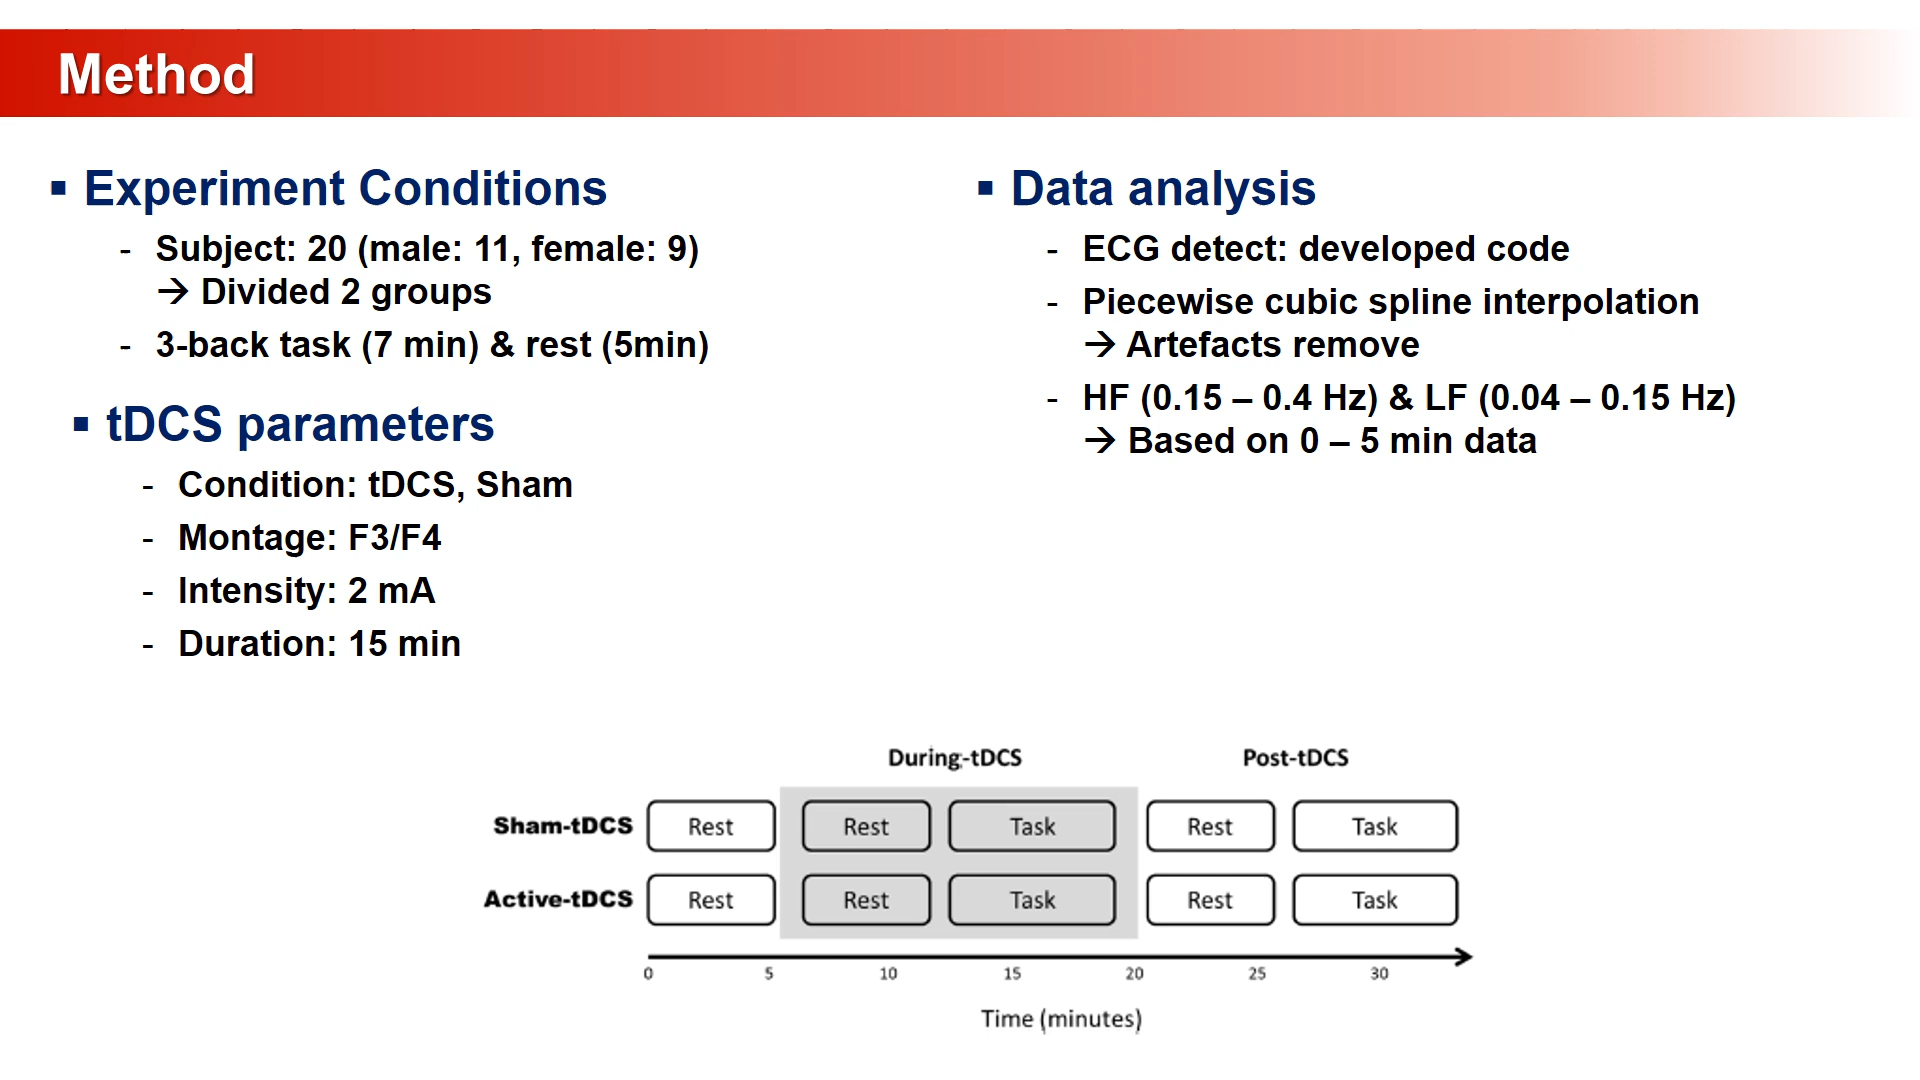 Method
▪ Experiment Conditions
- Subject: 20 (male: 11, female: 9)
→ Divided 2 groups
- 3-back task (7 min) & rest (5min)
▪ tDCS parameters
- Condition: tDCS, Sham
- Montage: F3/F4
- Intensity: 2 mA
- Duration: 15 min
▪ Data analysis
- ECG detect: developed code
- Piecewise cubic spline interpolation
→ Artefacts remove
- HF (0.15 – 0.4 Hz) & LF (0.04 – 0.15 Hz)
→ Based on 0 – 5 min data
During-tDCS Post-tDCS
Sham-tDCS Rest Rest Task Rest Task
Active-tDCS Rest Rest Task Rest Task
0 5 10 15 20 25 30
Time (minutes)